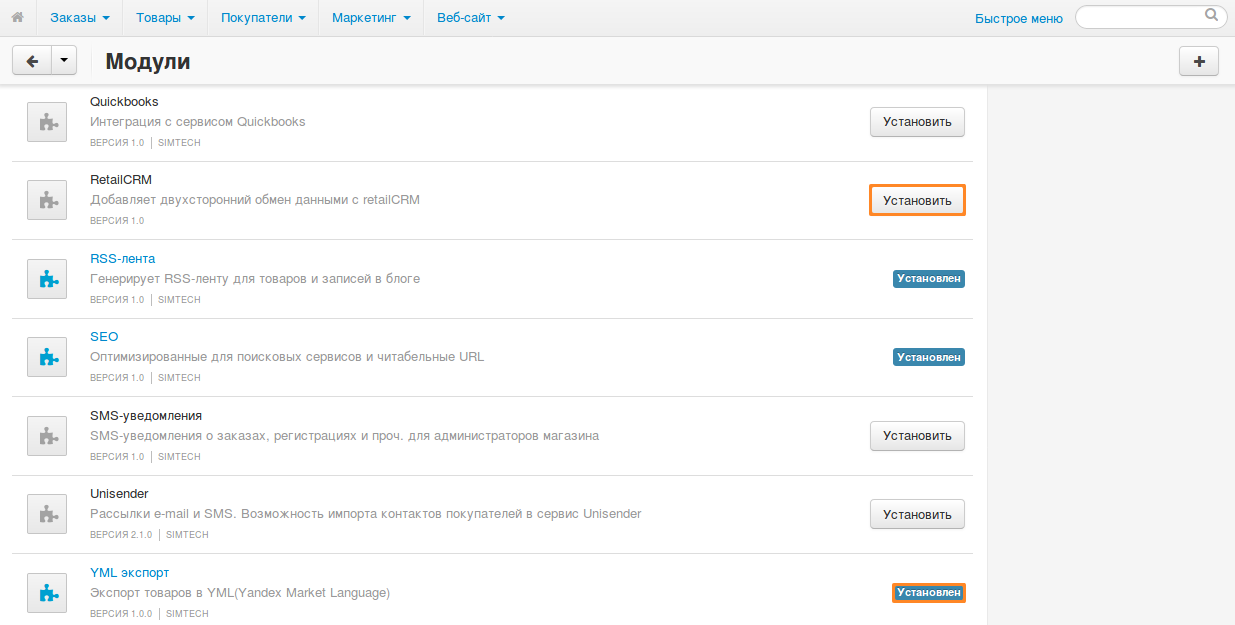 Заказы Товары Покупатели Маркетинг Веб-сайт Быстрое меню
Модули
Quickbooks
Интеграция с сервисом Quickbooks
ВЕРСИЯ 1.0 | SIMTECH
Установить
RetailCRM
Добавляет двухсторонний обмен данными с retailCRM
ВЕРСИЯ 1.0
Установить
RSS-лента
Генерирует RSS-ленту для товаров и записей в блоге
ВЕРСИЯ 1.0 | SIMTECH
Установлен
SEO
Оптимизированные для поисковых сервисов и читабельные URL
ВЕРСИЯ 1.0 | SIMTECH
Установлен
SMS-уведомления
SMS-уведомления о заказах, регистрациях и проч. для администраторов магазина
ВЕРСИЯ 1.0 | SIMTECH
Установить
Unisender
Рассылки e-mail и SMS. Возможность импорта контактов покупателей в сервис Unisender
ВЕРСИЯ 2.1.0 | SIMTECH
Установить
YML экспорт
Экспорт товаров в YML(Yandex Market Language)
ВЕРСИЯ 1.0.0 | SIMTECH
Установлен